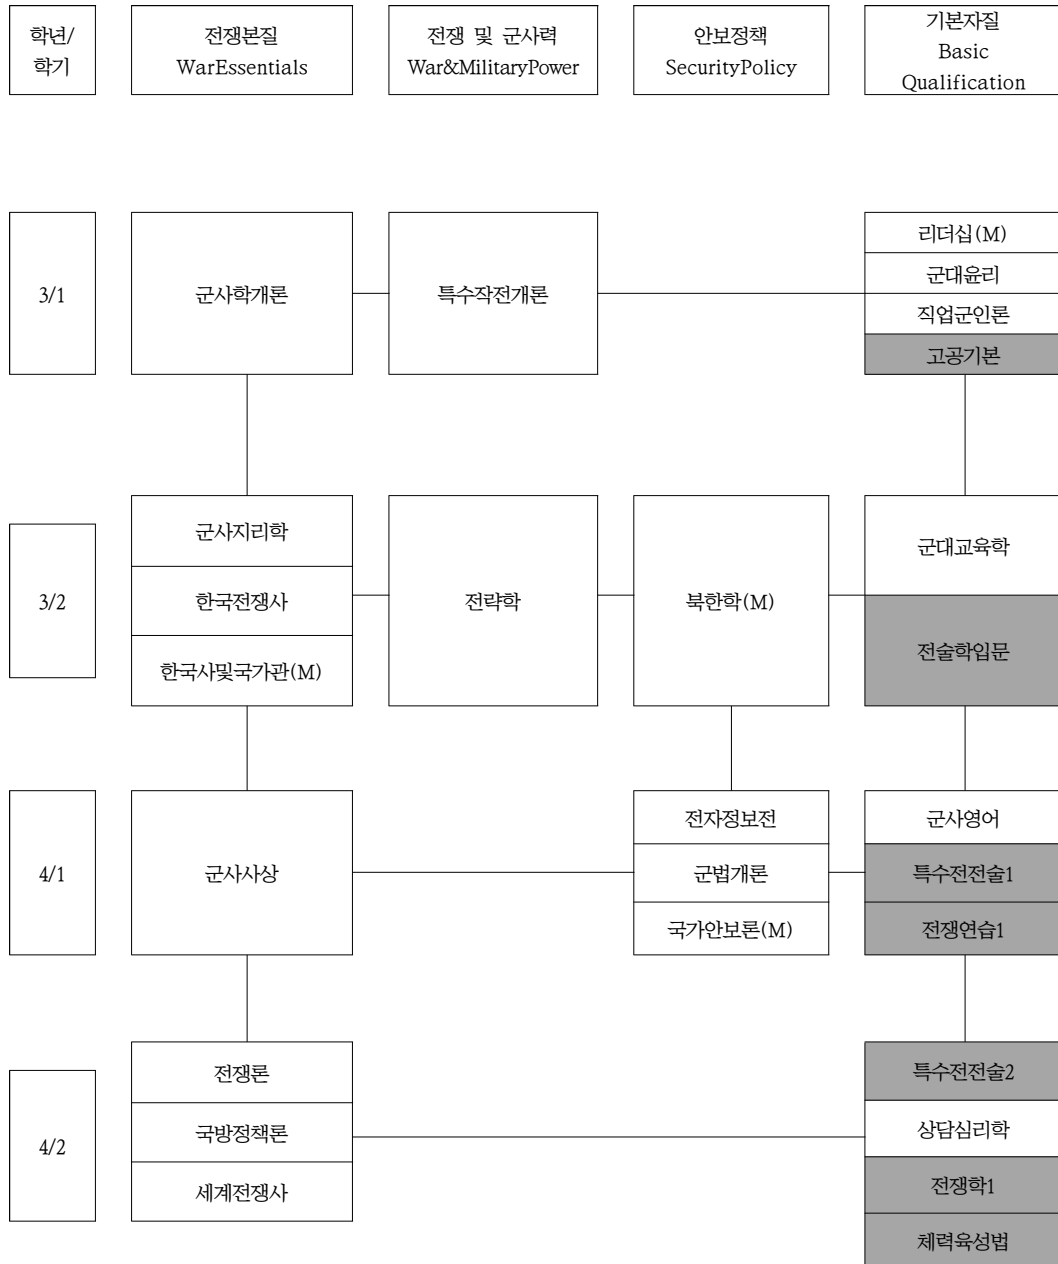 학년/
학기
전쟁본질
WarEssentials
전쟁 및 군사력
War&MilitaryPower
안보정책
SecurityPolicy
기본자질
Basic
Qualification
3/1
군사학개론
특수작전개론
리더십(M)
군대윤리
직업군인론
고공기본
3/2
군사지리학
한국전쟁사
한국사및국가관(M)
전략학
북한학(M)
군대교육학
전술학입문
4/1
군사사상
전자정보전
군법개론
국가안보론(M)
군사영어
특수전전술1
전쟁연습1
4/2
전쟁론
국방정책론
세계전쟁사
특수전전술2
상담심리학
전쟁학1
체력육성법